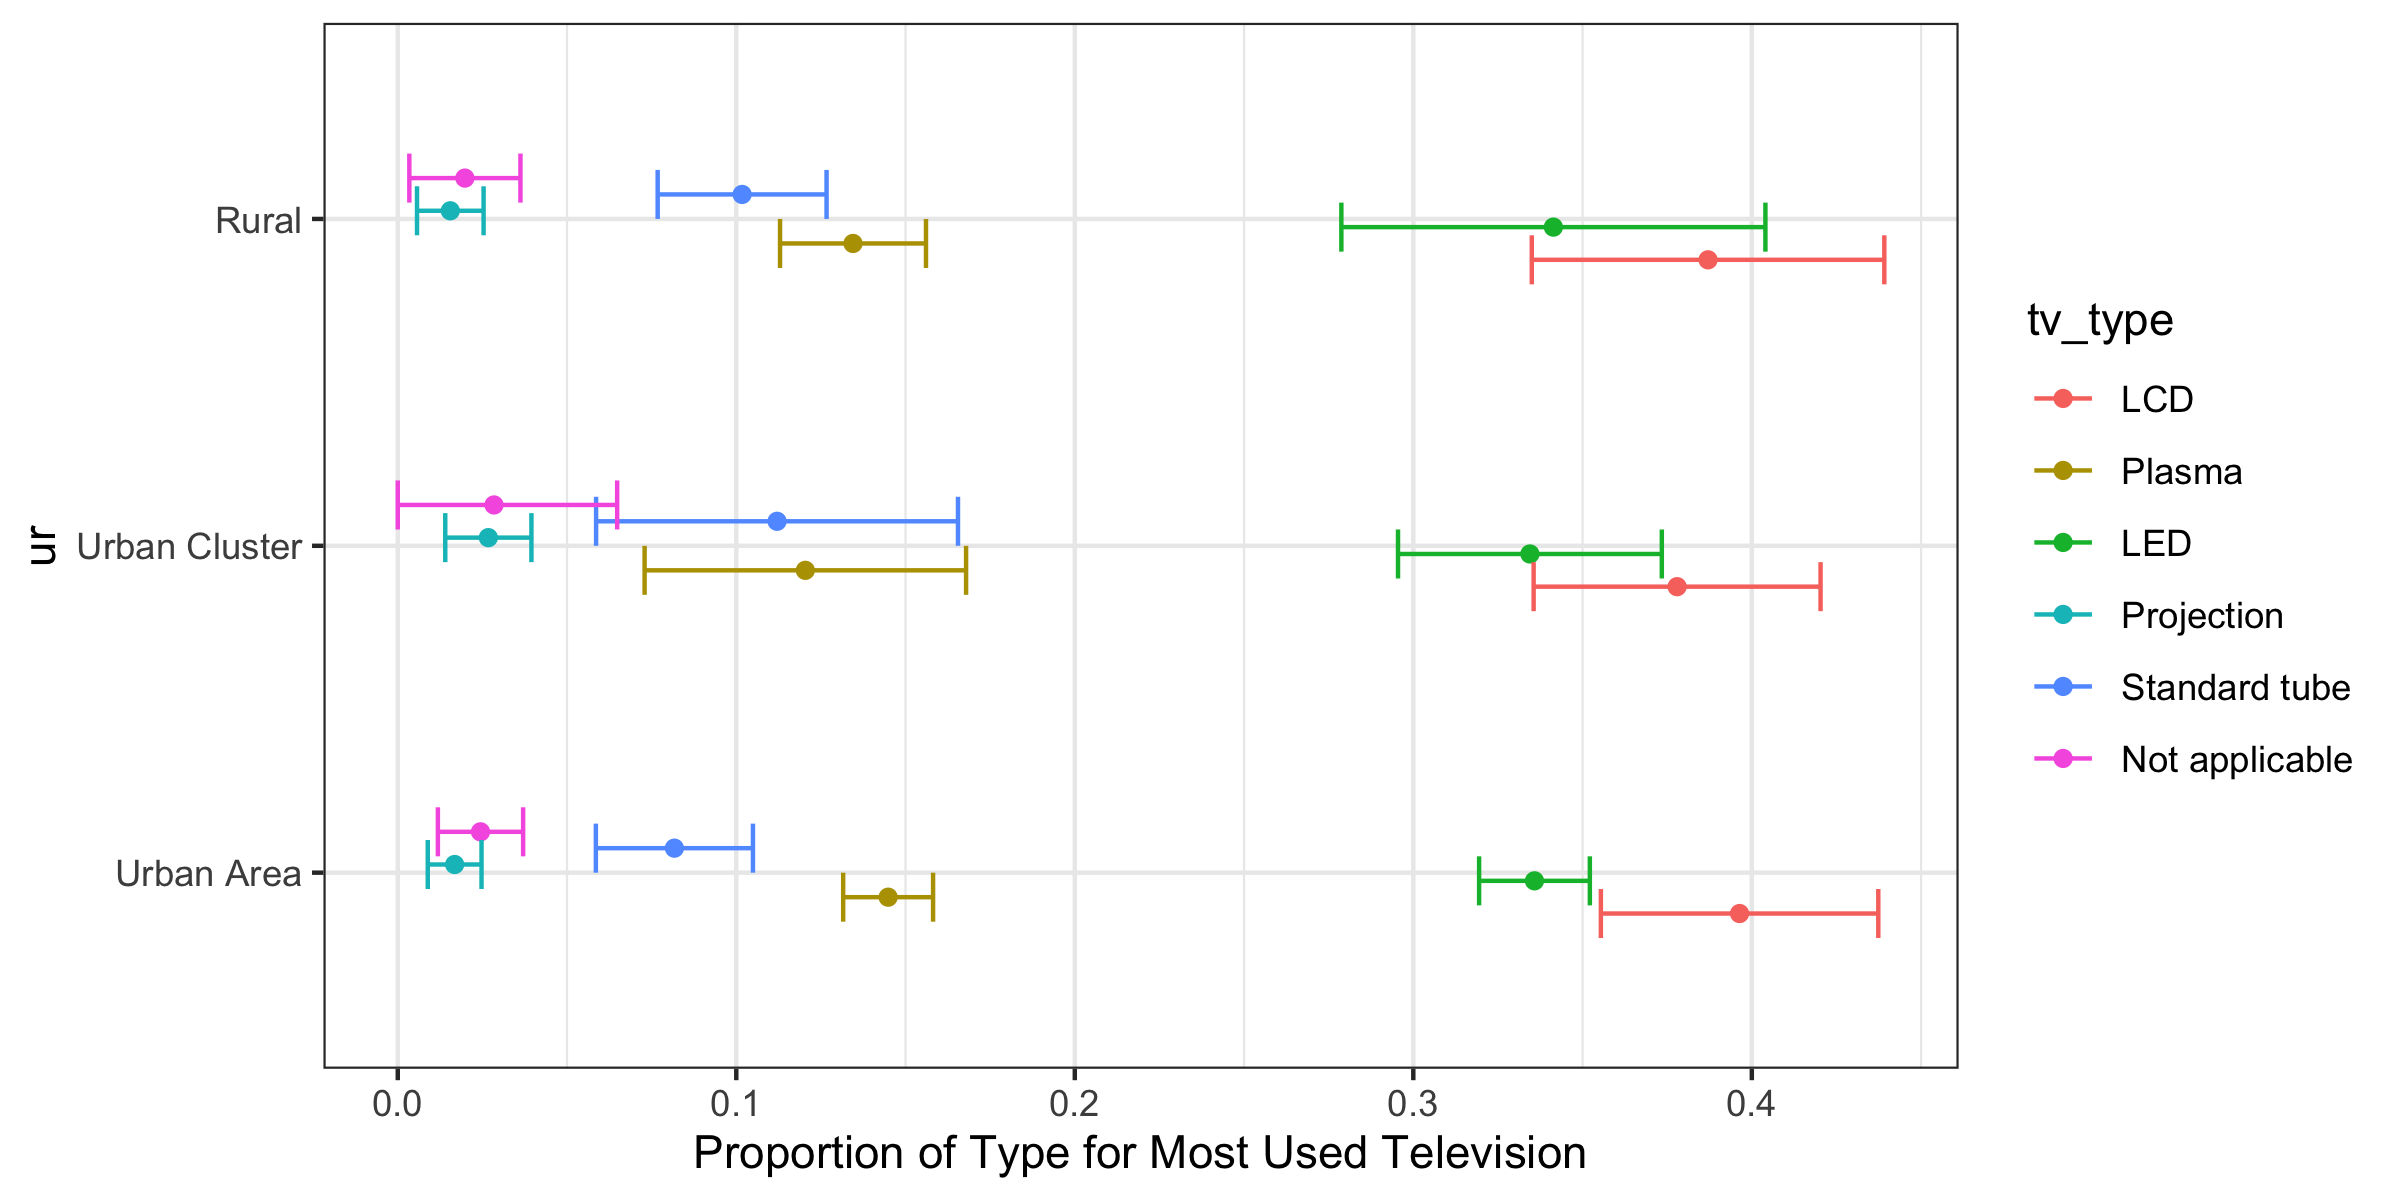 Rural
Urban Cluster
Urban Area
ur
0.0 0.1 0.2 0.3 0.4
Proportion of Type for Most Used Television
tv_type
LCD
Plasma
LED
Projection
Standard tube
Not applicable